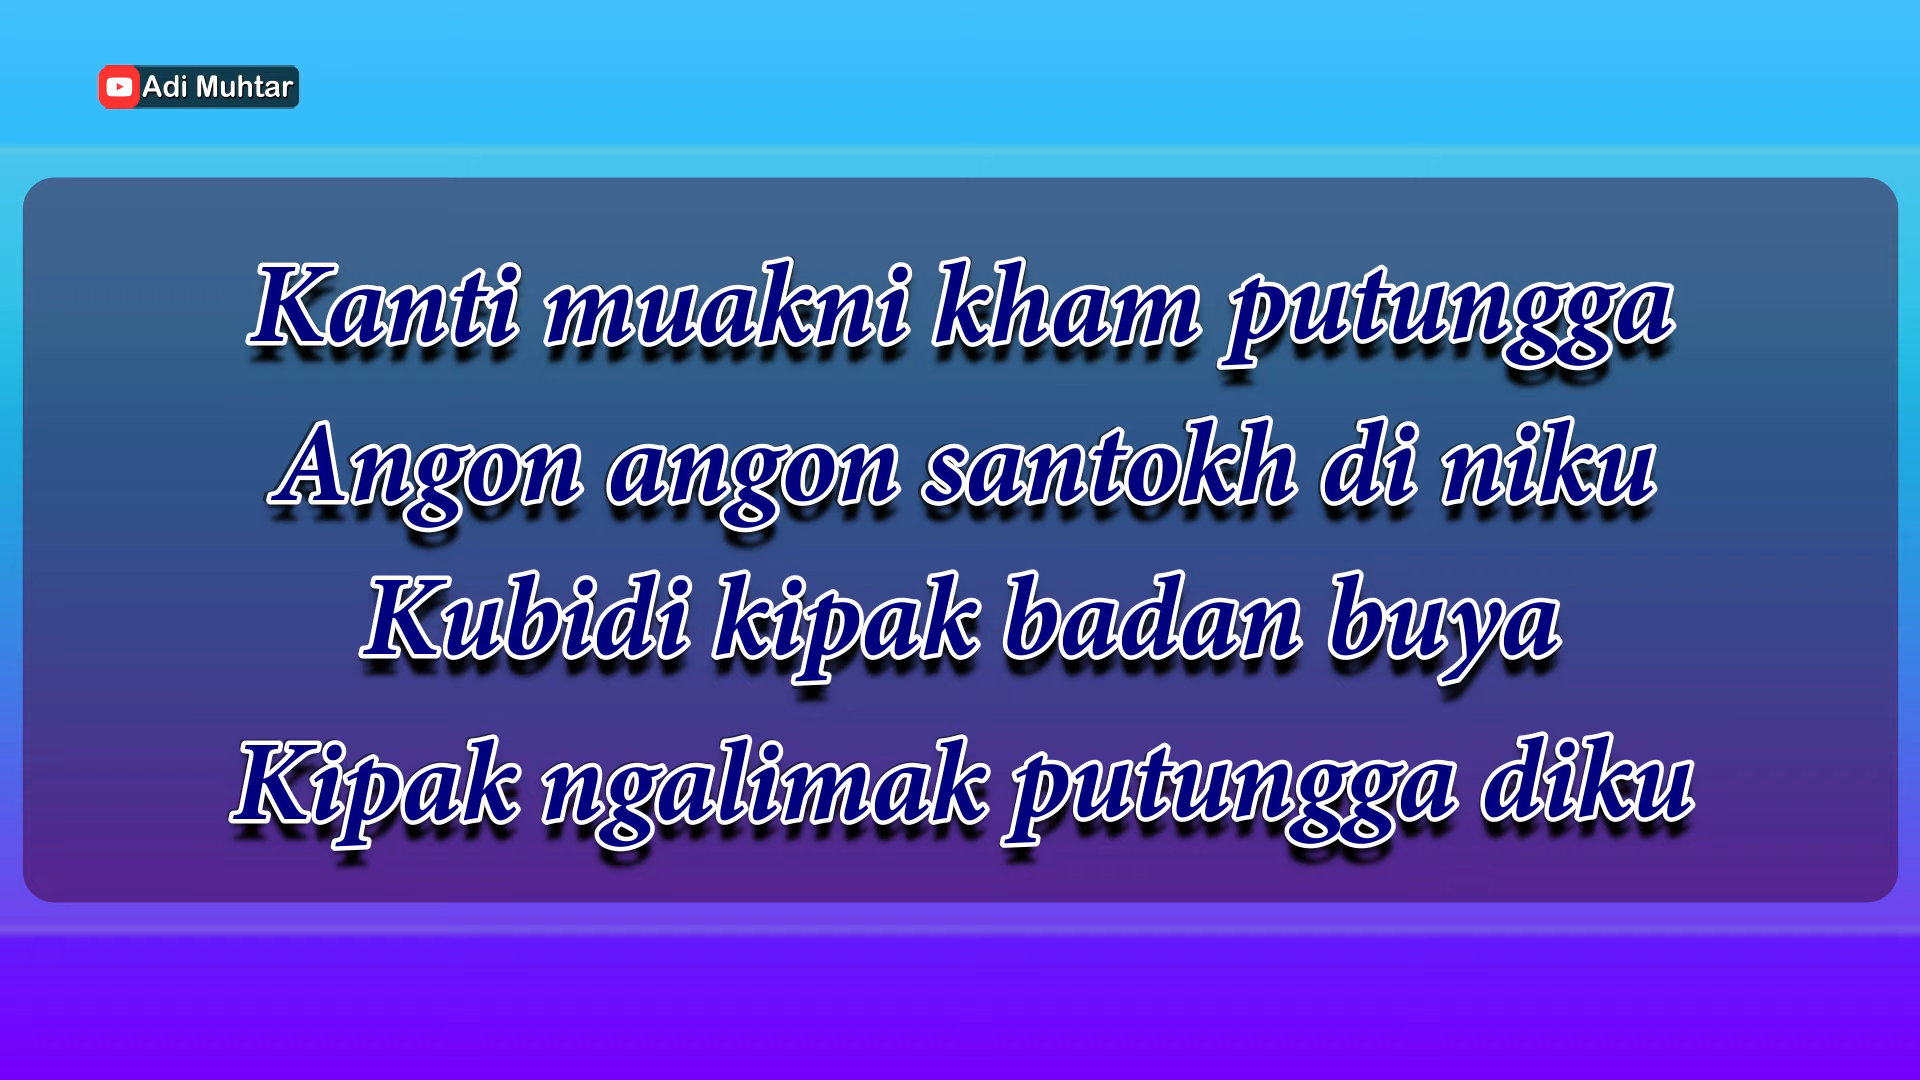 Adi Muhtar
Kanti muakni kham putungga
Angon angon santokh di niku
Kubidi kipak badan buya
Kipak ngalimak putungga diku